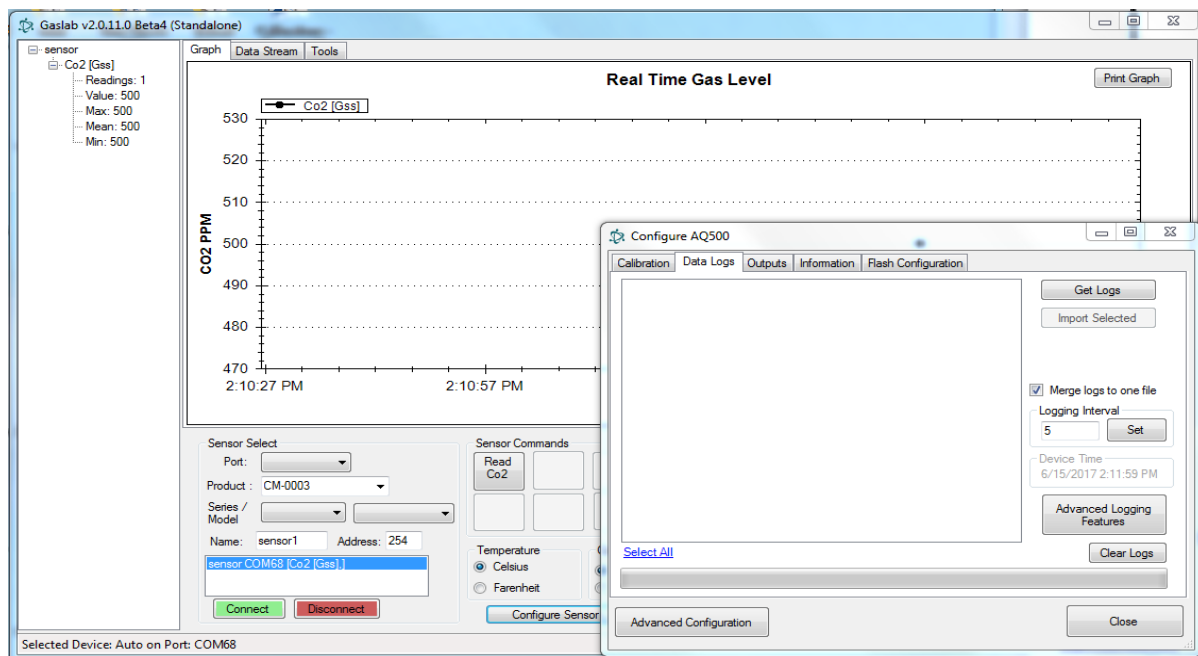 Gaslab v2.0.11.0 Beta4 (Standalone)
sensor
Co2 [Gss]
Readings: 1
Value: 500
Max: 500
Mean: 500
Min: 500
Graph Data Stream Tools
Real Time Gas Level
Print Graph
Co2 [Gss]
CO2 PPM
530
520
510
500
490
480
470
2:10:27 PM 2:10:57 PM
Sensor Select
Port:
Product : CM-0003
Series /
Model
Name: sensor1 Address: 254
sensor COM68 [Co2 [Gss],]
Connect Disconnect
Sensor Commands
Read
Co2
Temperature
Celsius
Farenheit
Configure Sensor
Selected Device: Auto on Port: COM68
Configure AQ500
Calibration Data Logs Outputs Information Flash Configuration
Get Logs
Import Selected
Merge logs to one file
Logging Interval
5 Set
Device Time
6/15/2017 2:11:59 PM
Advanced Logging
Features
Select All
Clear Logs
Advanced Configuration
Close